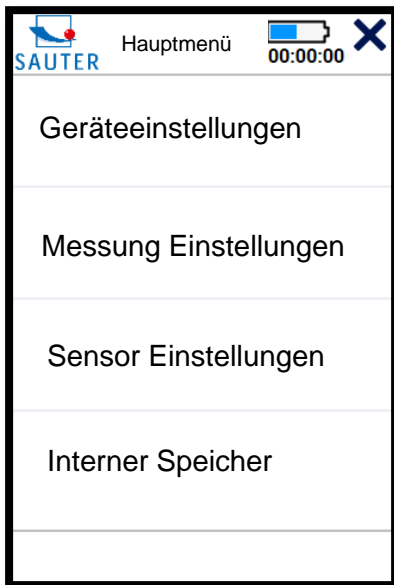 SAUTER
Hauptmenü
00:00:00
Geräteeinstellungen
Messung Einstellungen
Sensor Einstellungen
Interner Speicher